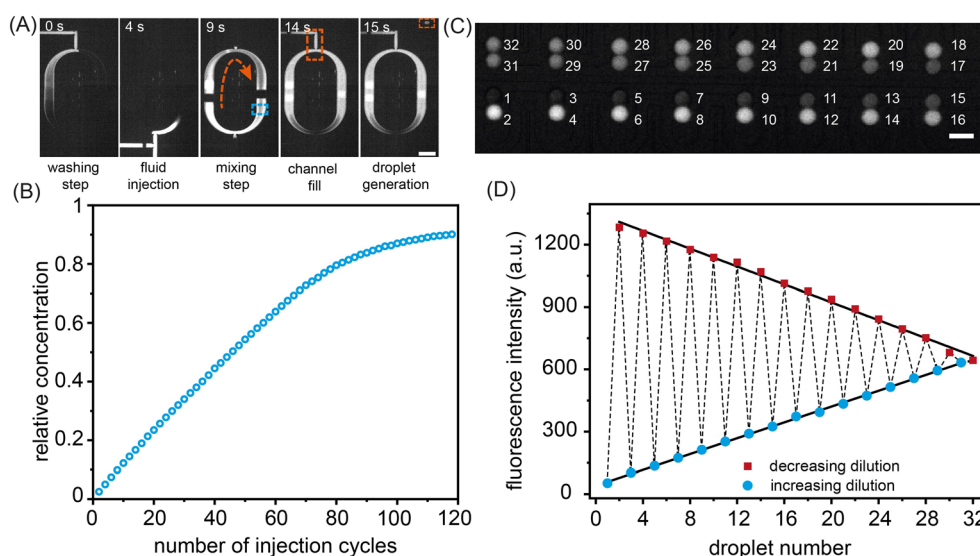 (A)
0 s
4 s
9 s
14 s
15 s
washing step
fluid injection
mixing step
channel fill
droplet generation
(B)
1
0.8
0.6
0.4
0.2
0
0 20 40 60 80 100 120
relative concentration
number of injection cycles
(C)
32 30 28 26 24 22 20 18
31 29 27 25 23 21 19 17
1 3 5 7 9 11 13 15
2 4 6 8 10 12 14 16
(D)
1200
900
600
300
0
0 4 8 12 16 20 24 28 32
fluorescence intensity (a.u.)
decreasing dilution
increasing dilution
droplet number